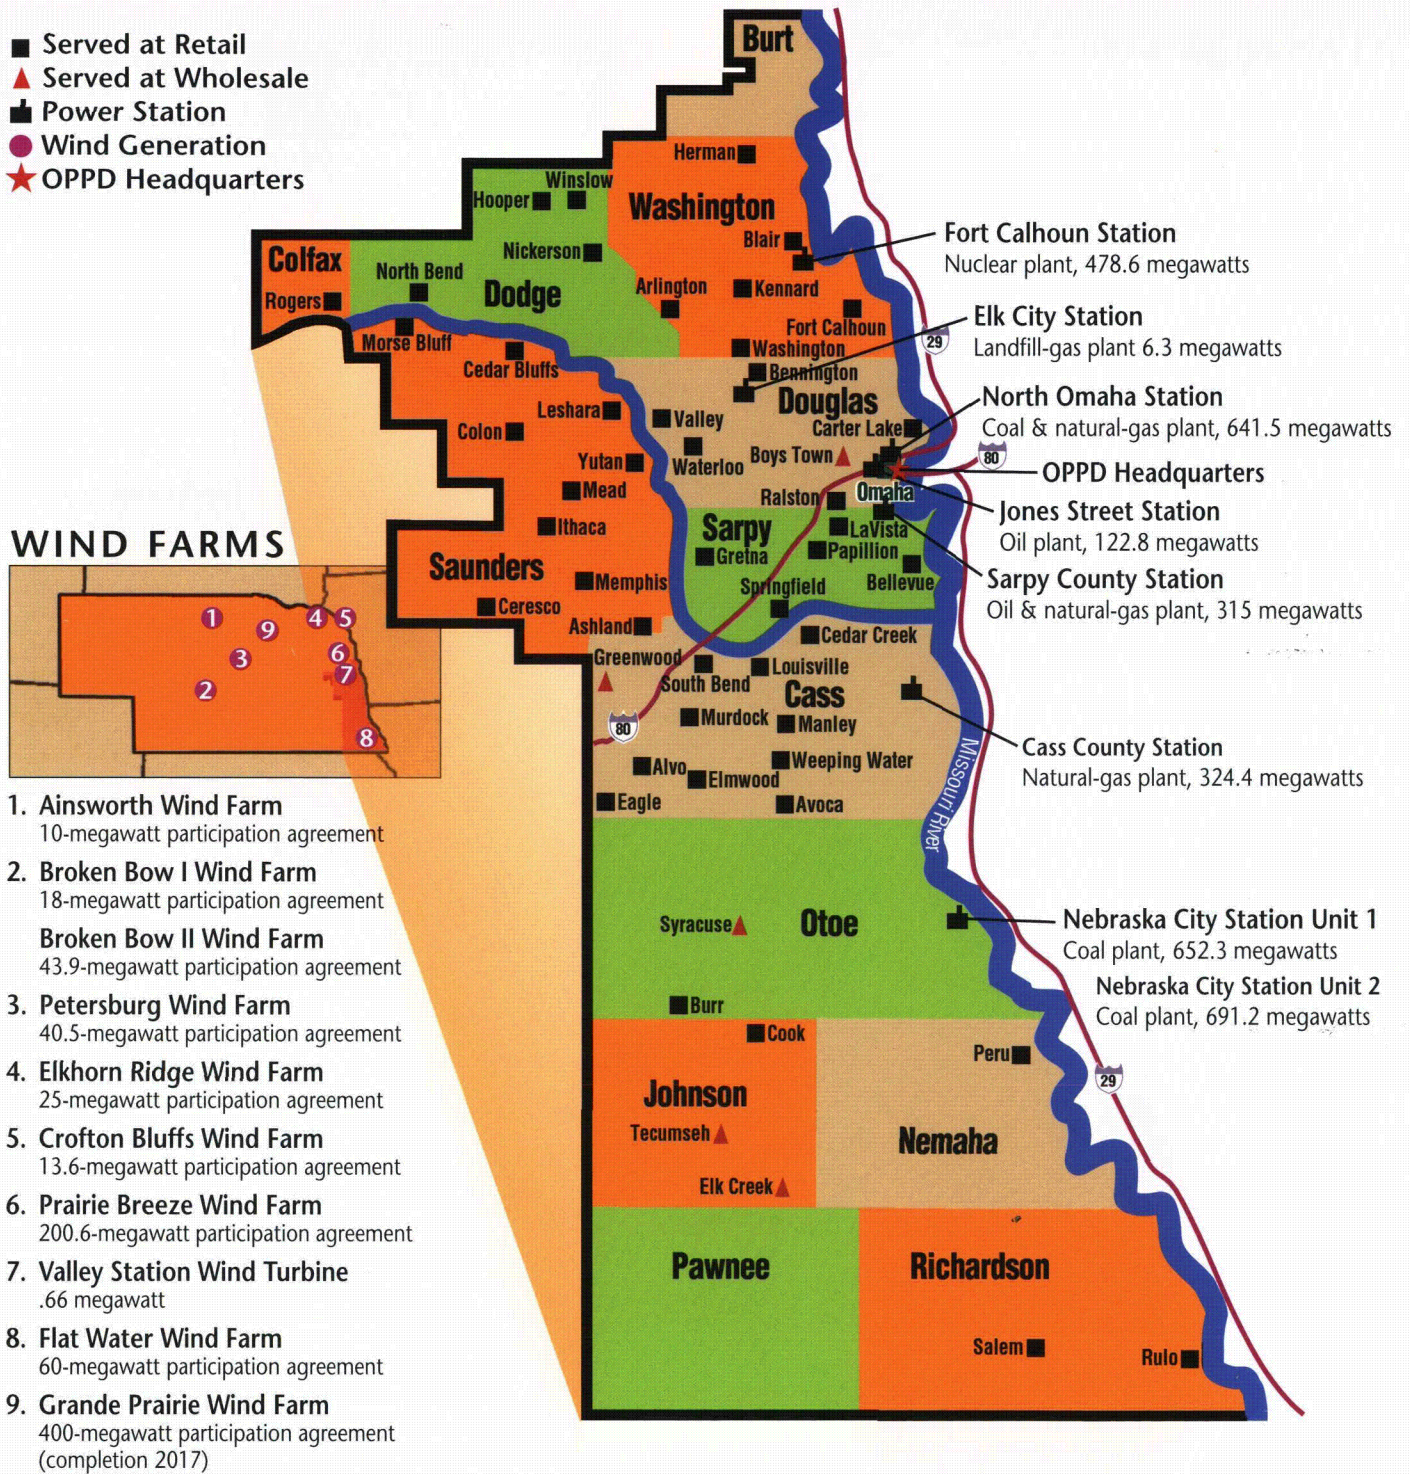 Served at Retail
Served at Wholesale
Power Station
Wind Generation
OPPD Headquarters
Burt
Herman
Washington
Blair
Kennard
Arlington
Fort Calhoun
Washington
Winslow
Hooper
Nickerson
North Bend
Dodge
Colfax
Rogers
Morse Bluff
Cedar Bluffs
Leshara
Colon
Yutan
Mead
Ithaca
Saunders
Memphis
Ceresco
Ashland
Bennington
Douglas
Valley
Carter Lake
Waterloo
Boys Town
Omaha
Ralston
Sarpy
LaVista
Gretna
Papillion
Springfield
Bellevue
Cedar Creek
Greenwood
Louisville
South Bend
Cass
Murdock
Manley
Weeping Water
Alvo
Elmwood
Eagle
Avoca
80
Missouri River
Syracuse
Otoe
Burr
Cook
Johnson
Tecumseh
Elk Creek
Peru
Nemaha
Pawnee
Richardson
Salem
Rulo
Fort Calhoun Station
Nuclear plant, 478.6 megawatts
Elk City Station
Landfill-gas plant 6.3 megawatts
29
North Omaha Station
Coal & natural-gas plant, 641.5 megawatts
80
OPPD Headquarters
Jones Street Station
Oil plant, 122.8 megawatts
Sarpy County Station
Oil & natural-gas plant, 315 megawatts
Cass County Station
Natural-gas plant, 324.4 megawatts
Nebraska City Station Unit 1
Coal plant, 652.3 megawatts
Nebraska City Station Unit 2
Coal plant, 691.2 megawatts
29
WIND FARMS
1
9
4
5
3
6
2
7
8
1. Ainsworth Wind Farm
10-megawatt participation agreement
2. Broken Bow I Wind Farm
18-megawatt participation agreement
Broken Bow II Wind Farm
43.9-megawatt participation agreement
3. Petersburg Wind Farm
40.5-megawatt participation agreement
4. Elkhorn Ridge Wind Farm
25-megawatt participation agreement
5. Crofton Bluffs Wind Farm
13.6-megawatt participation agreement
6. Prairie Breeze Wind Farm
200.6-megawatt participation agreement
7. Valley Station Wind Turbine
.66 megawatt
8. Flat Water Wind Farm
60-megawatt participation agreement
9. Grande Prairie Wind Farm
400-megawatt participation agreement
(completion 2017)